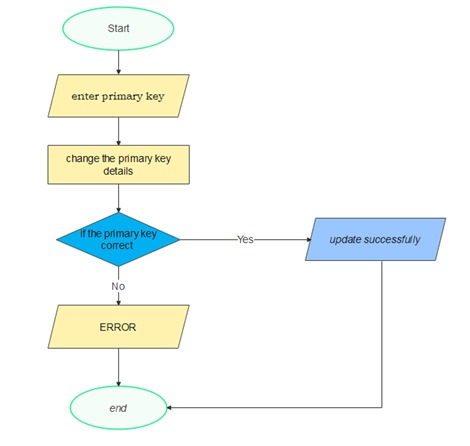 Start
enter primary key
change the primary key
details
if the primary key
correct
Yes
update successfully
No
ERROR
end